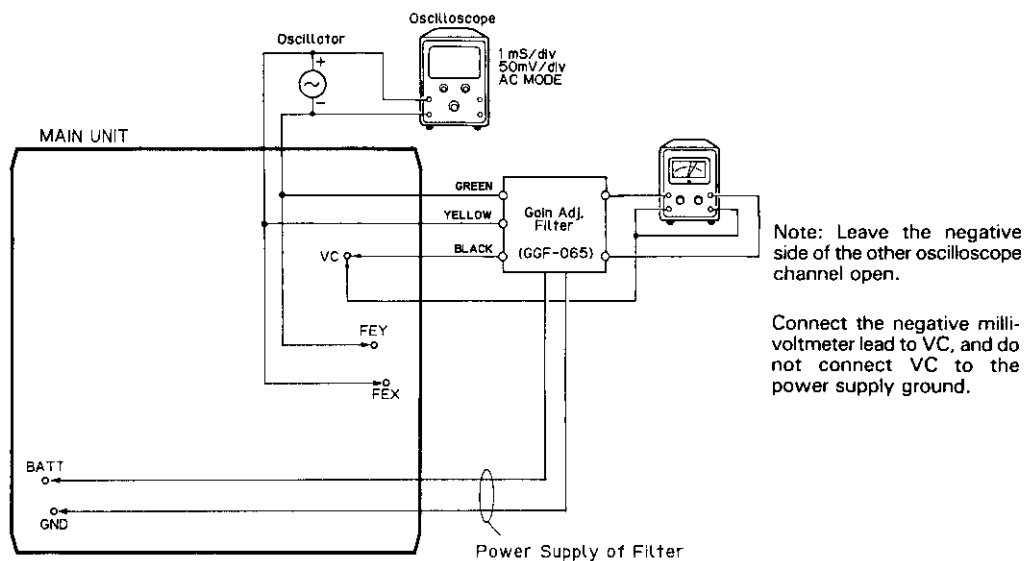 Oscilloscope
Oscillator
+
~
−
1mS/div
50mV/div
AC MODE
MAIN UNIT
GREEN
YELLOW
BLACK
Gain Adj.
Filter
(GGF-065)
VC
FEY
FEX
BATT
GND
Power Supply of Filter
Note: Leave the negative
side of the other oscilloscope
channel open.
Connect the negative milli-
voltmeter lead to VC, and do
not connect VC to the
power supply ground.